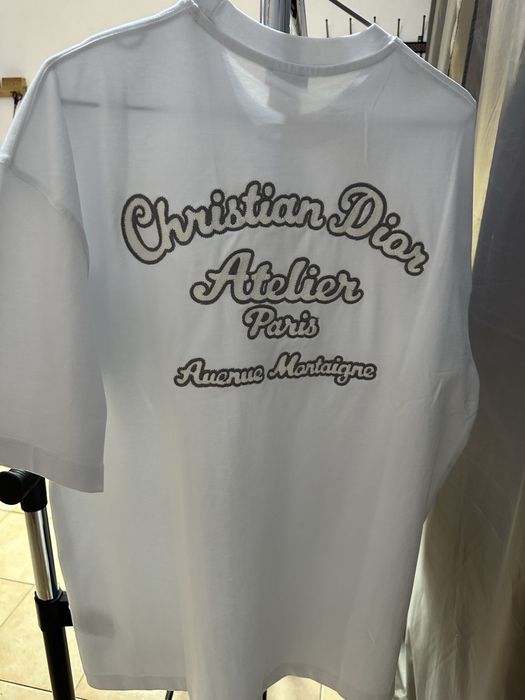 Christian Dior
Atelier
Paris
Avenue Montaigne